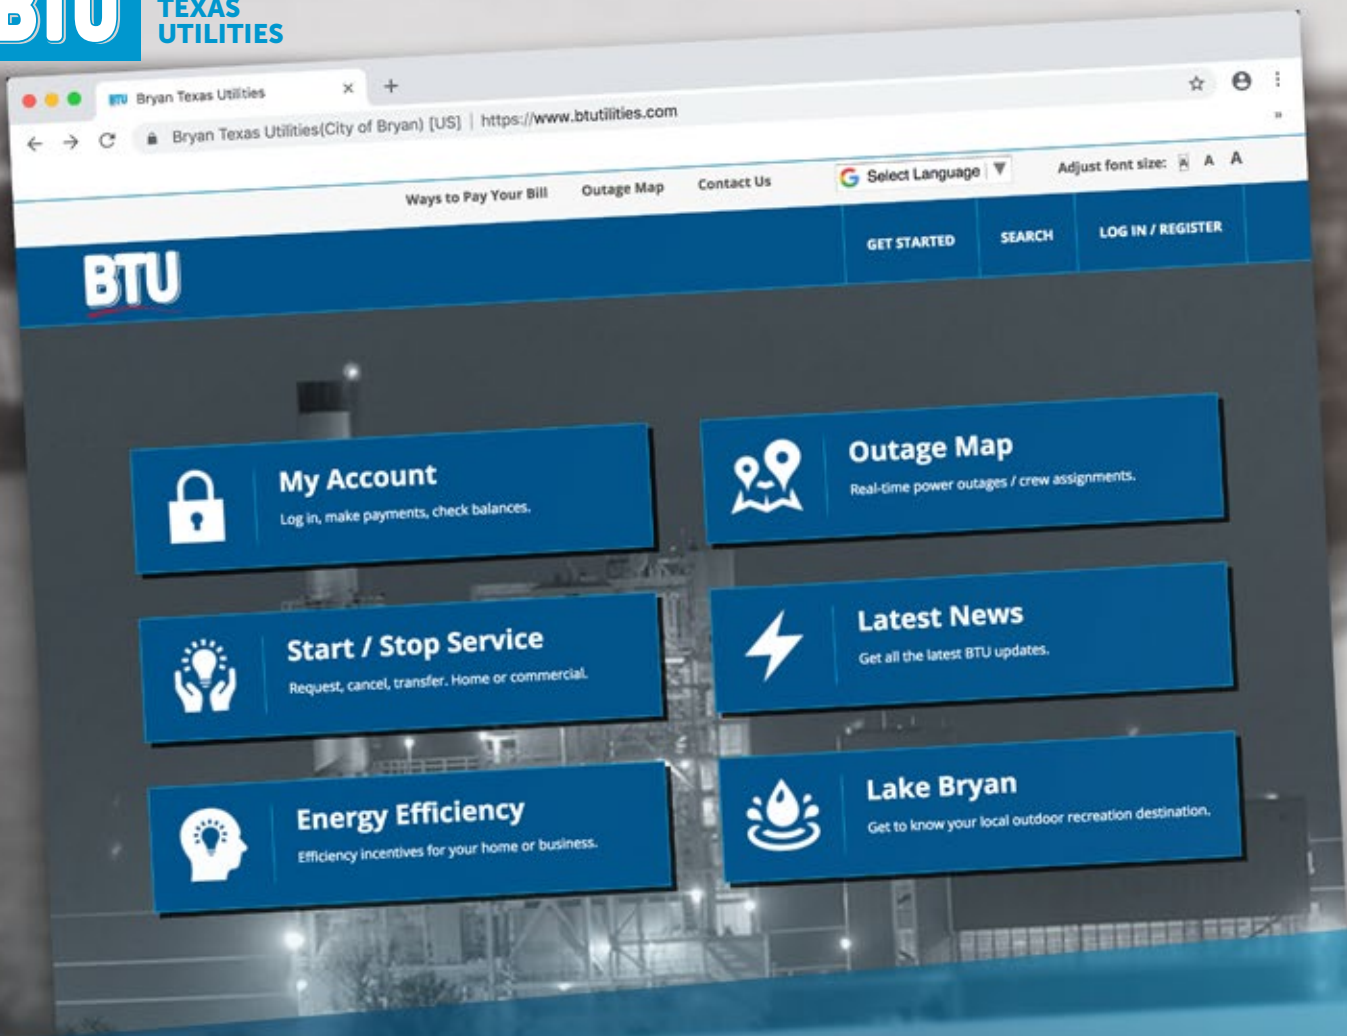 BTU
TEXAS
UTILITIES
BTU Bryan Texas Utilities × +
Bryan Texas Utilities(City of Bryan) [US] | https://www.btutilities.com
»
Ways to Pay Your Bill Outage Map Contact Us G Select Language ▼ Adjust font size: A A A
BTU GET STARTED SEARCH LOG IN / REGISTER
My Account
Log in, make payments, check balances.
Outage Map
Real-time power outages / crew assignments.
Start / Stop Service
Request, cancel, transfer. Home or commercial.
Latest News
Get all the latest BTU updates.
Energy Efficiency
Efficiency incentives for your home or business.
Lake Bryan
Get to know your local outdoor recreation destination.